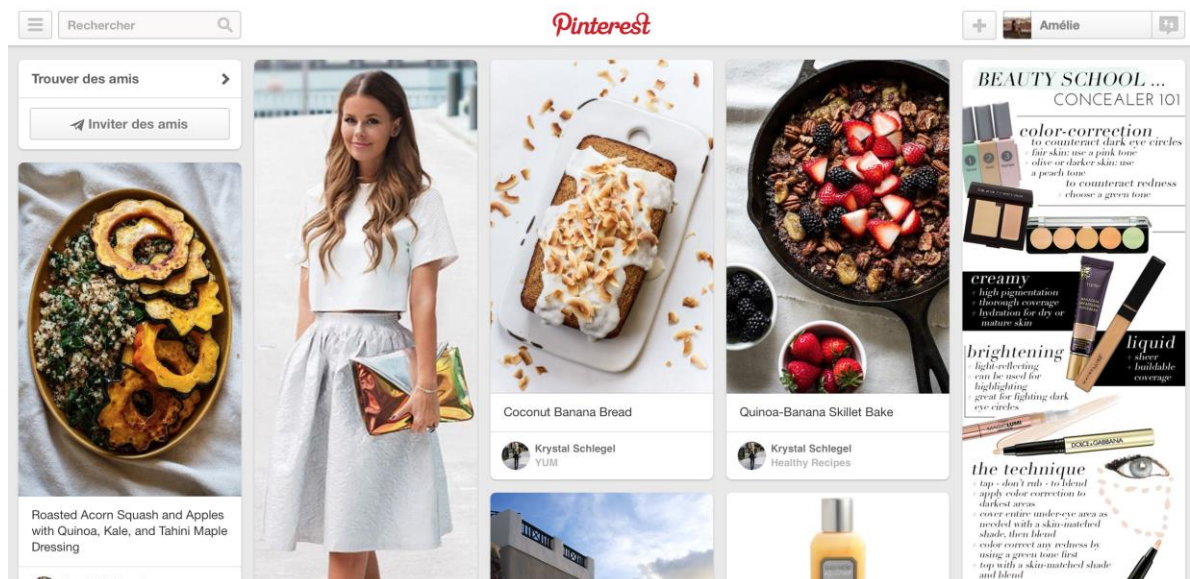 Rechercher
Pinterest
Amélie
Trouver des amis
Inviter des amis
Roasted Acorn Squash and Apples
with Quinoa, Kale, and Tahini Maple
Dressing
Coconut Banana Bread
Krystal Schlegel
YUM
Quinoa-Banana Skillet Bake
Krystal Schlegel
Healthy Recipes
BEAUTY SCHOOL ...
CONCEALER 101
color-correction
to counteract dark eye circles
+ fair skin: use a pink tone
+ olive or darker skin: use
a peach tone
to counteract redness
+ choose a green tone
1
2
3
creamy
+ high pigmentation
+ thorough coverage
+ hydration for dry or
mature skin
liquid
+ sheer
+ buildable
coverage
brightening
+ light-reflecting
+ can be used for
highlighting
+ great for fighting dark
eye circles
MAGIC LUMI
DOLCE & GABBANA
the technique
+ tap - don't rub - to blend
+ apply color correction to
darkest areas
+ cover entire under-eye area as
needed with a skin-matched
shade, then blend
+ color correct any redness by
using a green tone first
+ top with a skin-matched shade
and blend